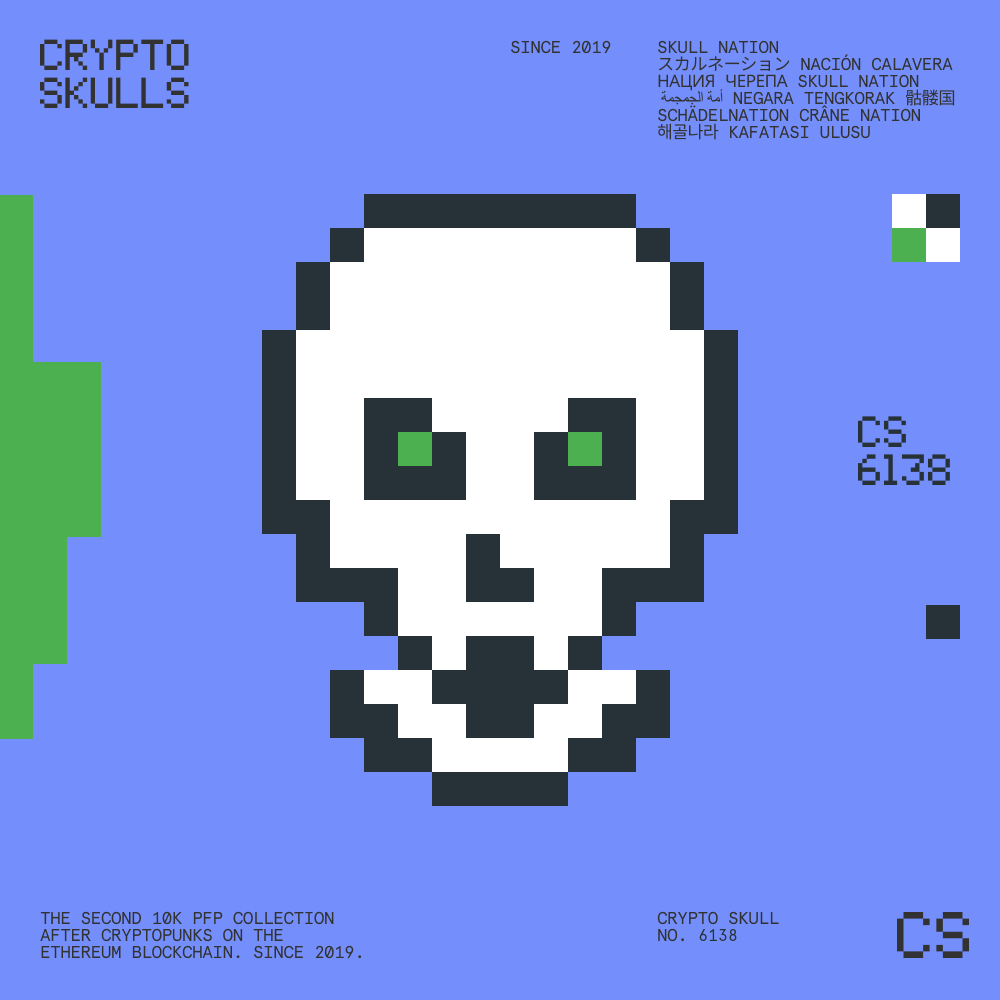 CRYPTO
SKULLS
SINCE 2019
SKULL NATION
スカルネーション NACIÓN CALAVERA
НАЦИЯ ЧЕРЕПА SKULL NATION
أمة الجمجمة NEGARA TENGKORAK 骷髅国
SCHÄDELNATION CRÂNE NATION
해골나라 KAFATASI ULUSU
CS
6138
THE SECOND 10K PFP COLLECTION
AFTER CRYPTOPUNKS ON THE
ETHEREUM BLOCKCHAIN. SINCE 2019.
CRYPTO SKULL
NO. 6138
CS